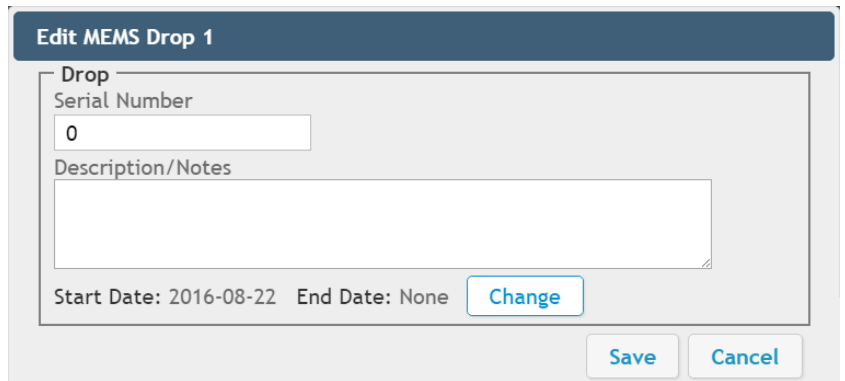 Edit MEMS Drop 1
Drop
Serial Number
0
Description/Notes
Start Date: 2016-08-22 End Date: None Change
Save Cancel